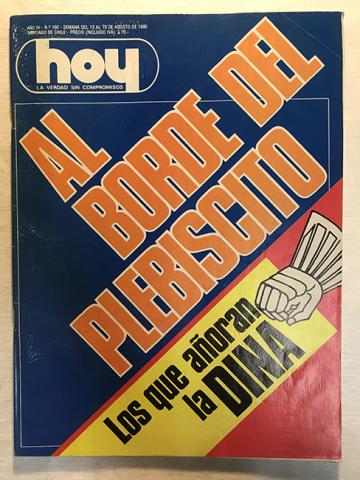 AÑO IV - N.º 160 - SEMANA DEL 13 AL 19 DE AGOSTO DE 1980
SANTIAGO DE CHILE - PRECIO (INCLUIDO IVA) $ 70.-
hoy
LA VERDAD SIN COMPROMISOS
AL
BORDE DEL
PLEBISCITO
Los que añoran
la DINA